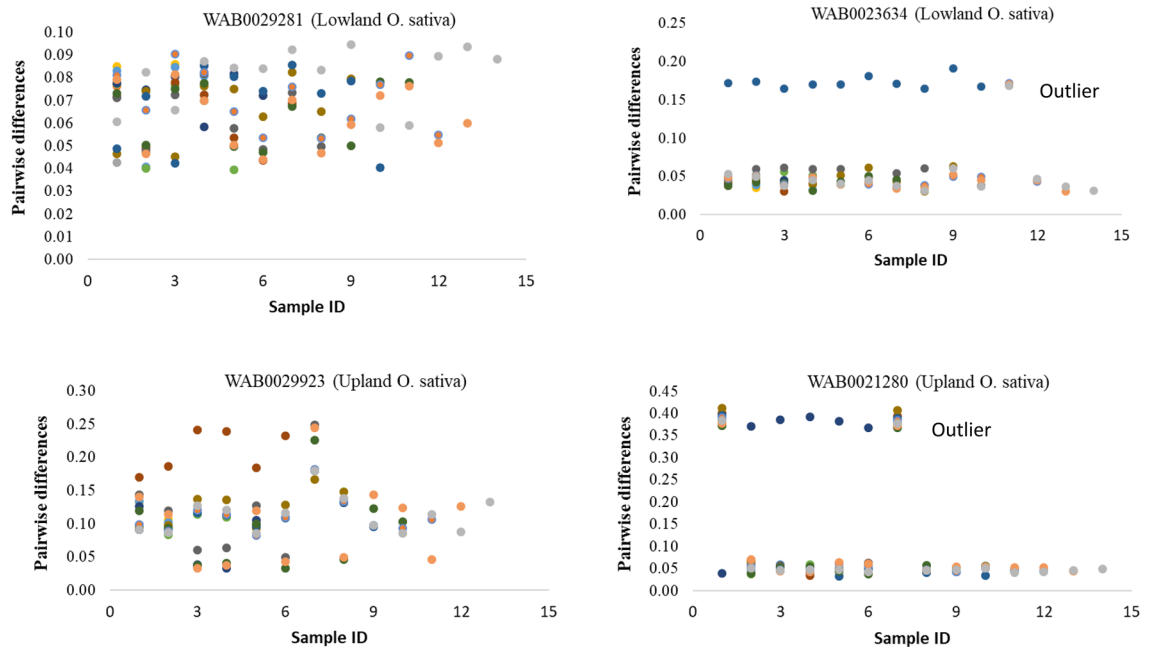 WAB0029281 (Lowland O. sativa)
0.10
0.09
0.08
0.07
0.06
0.05
0.04
0.03
0.02
0.01
0.00
Pairwise differences
0 3 6 9 12 15
Sample ID
WAB0023634 (Lowland O. sativa)
0.25
0.20
0.15
0.10
0.05
0.00
Pairwise differences
Outlier
0 3 6 9 12 15
Sample ID
WAB0029923 (Upland O. sativa)
0.30
0.25
0.20
0.15
0.10
0.05
0.00
Pairwise differences
0 3 6 9 12 15
Sample ID
WAB0021280 (Upland O. sativa)
0.45
0.40
0.35
0.30
0.25
0.20
0.15
0.10
0.05
0.00
Pairwise differences
Outlier
0 3 6 9 12 15
Sample ID